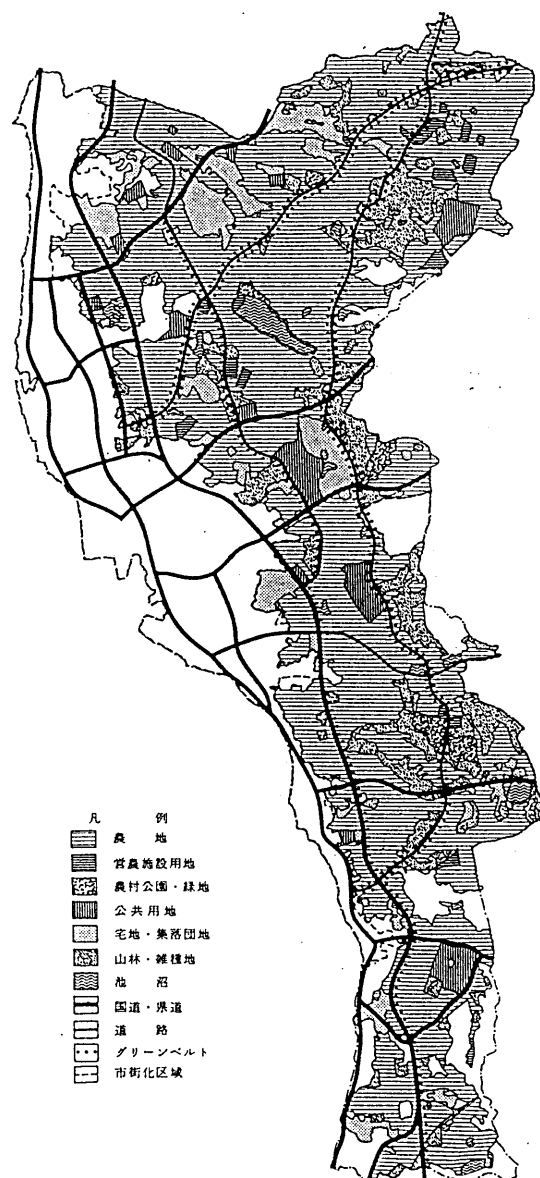 凡 例
農 地
営農施設用地
農村公園・緑地
公共用地
宅地・集落団地
山林・雑種地
池 沼
国道・県道
道 路
グリーンベルト
市街化区域